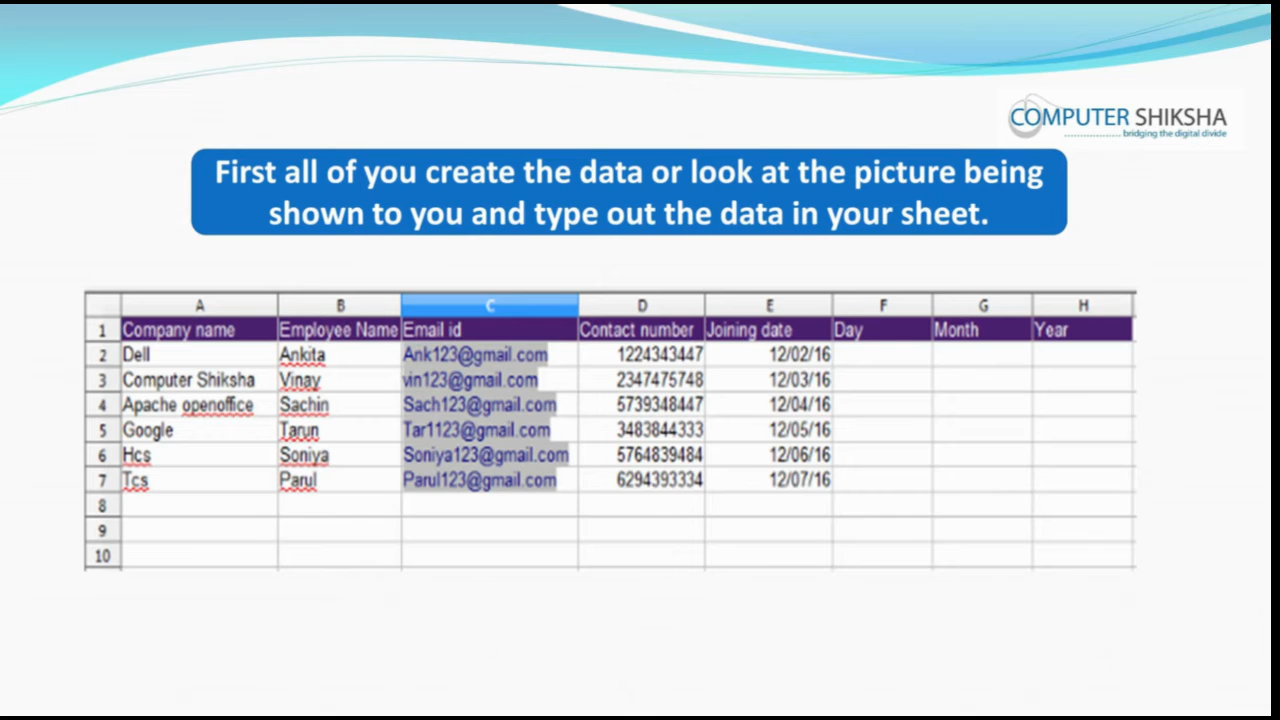 COMPUTER SHIKSHA
bridging the digital divide
First all of you create the data or look at the picture being
shown to you and type out the data in your sheet.
A B C D E F G H
1 Company name Employee Name Email id Contact number Joining date Day Month Year
2 Dell Ankita Ank123@gmail.com 1224343447 12/02/16
3 Computer Shiksha Vinay vin123@gmail.com 2347475748 12/03/16
4 Apache openoffice Sachin Sach123@gmail.com 5739348447 12/04/16
5 Google Tarun Tar1123@gmail.com 3483844333 12/05/16
6 Hcs Soniya Soniya123@gmail.com 5764839484 12/06/16
7 Tcs Parul Parul123@gmail.com 6294393334 12/07/16
8
9
10